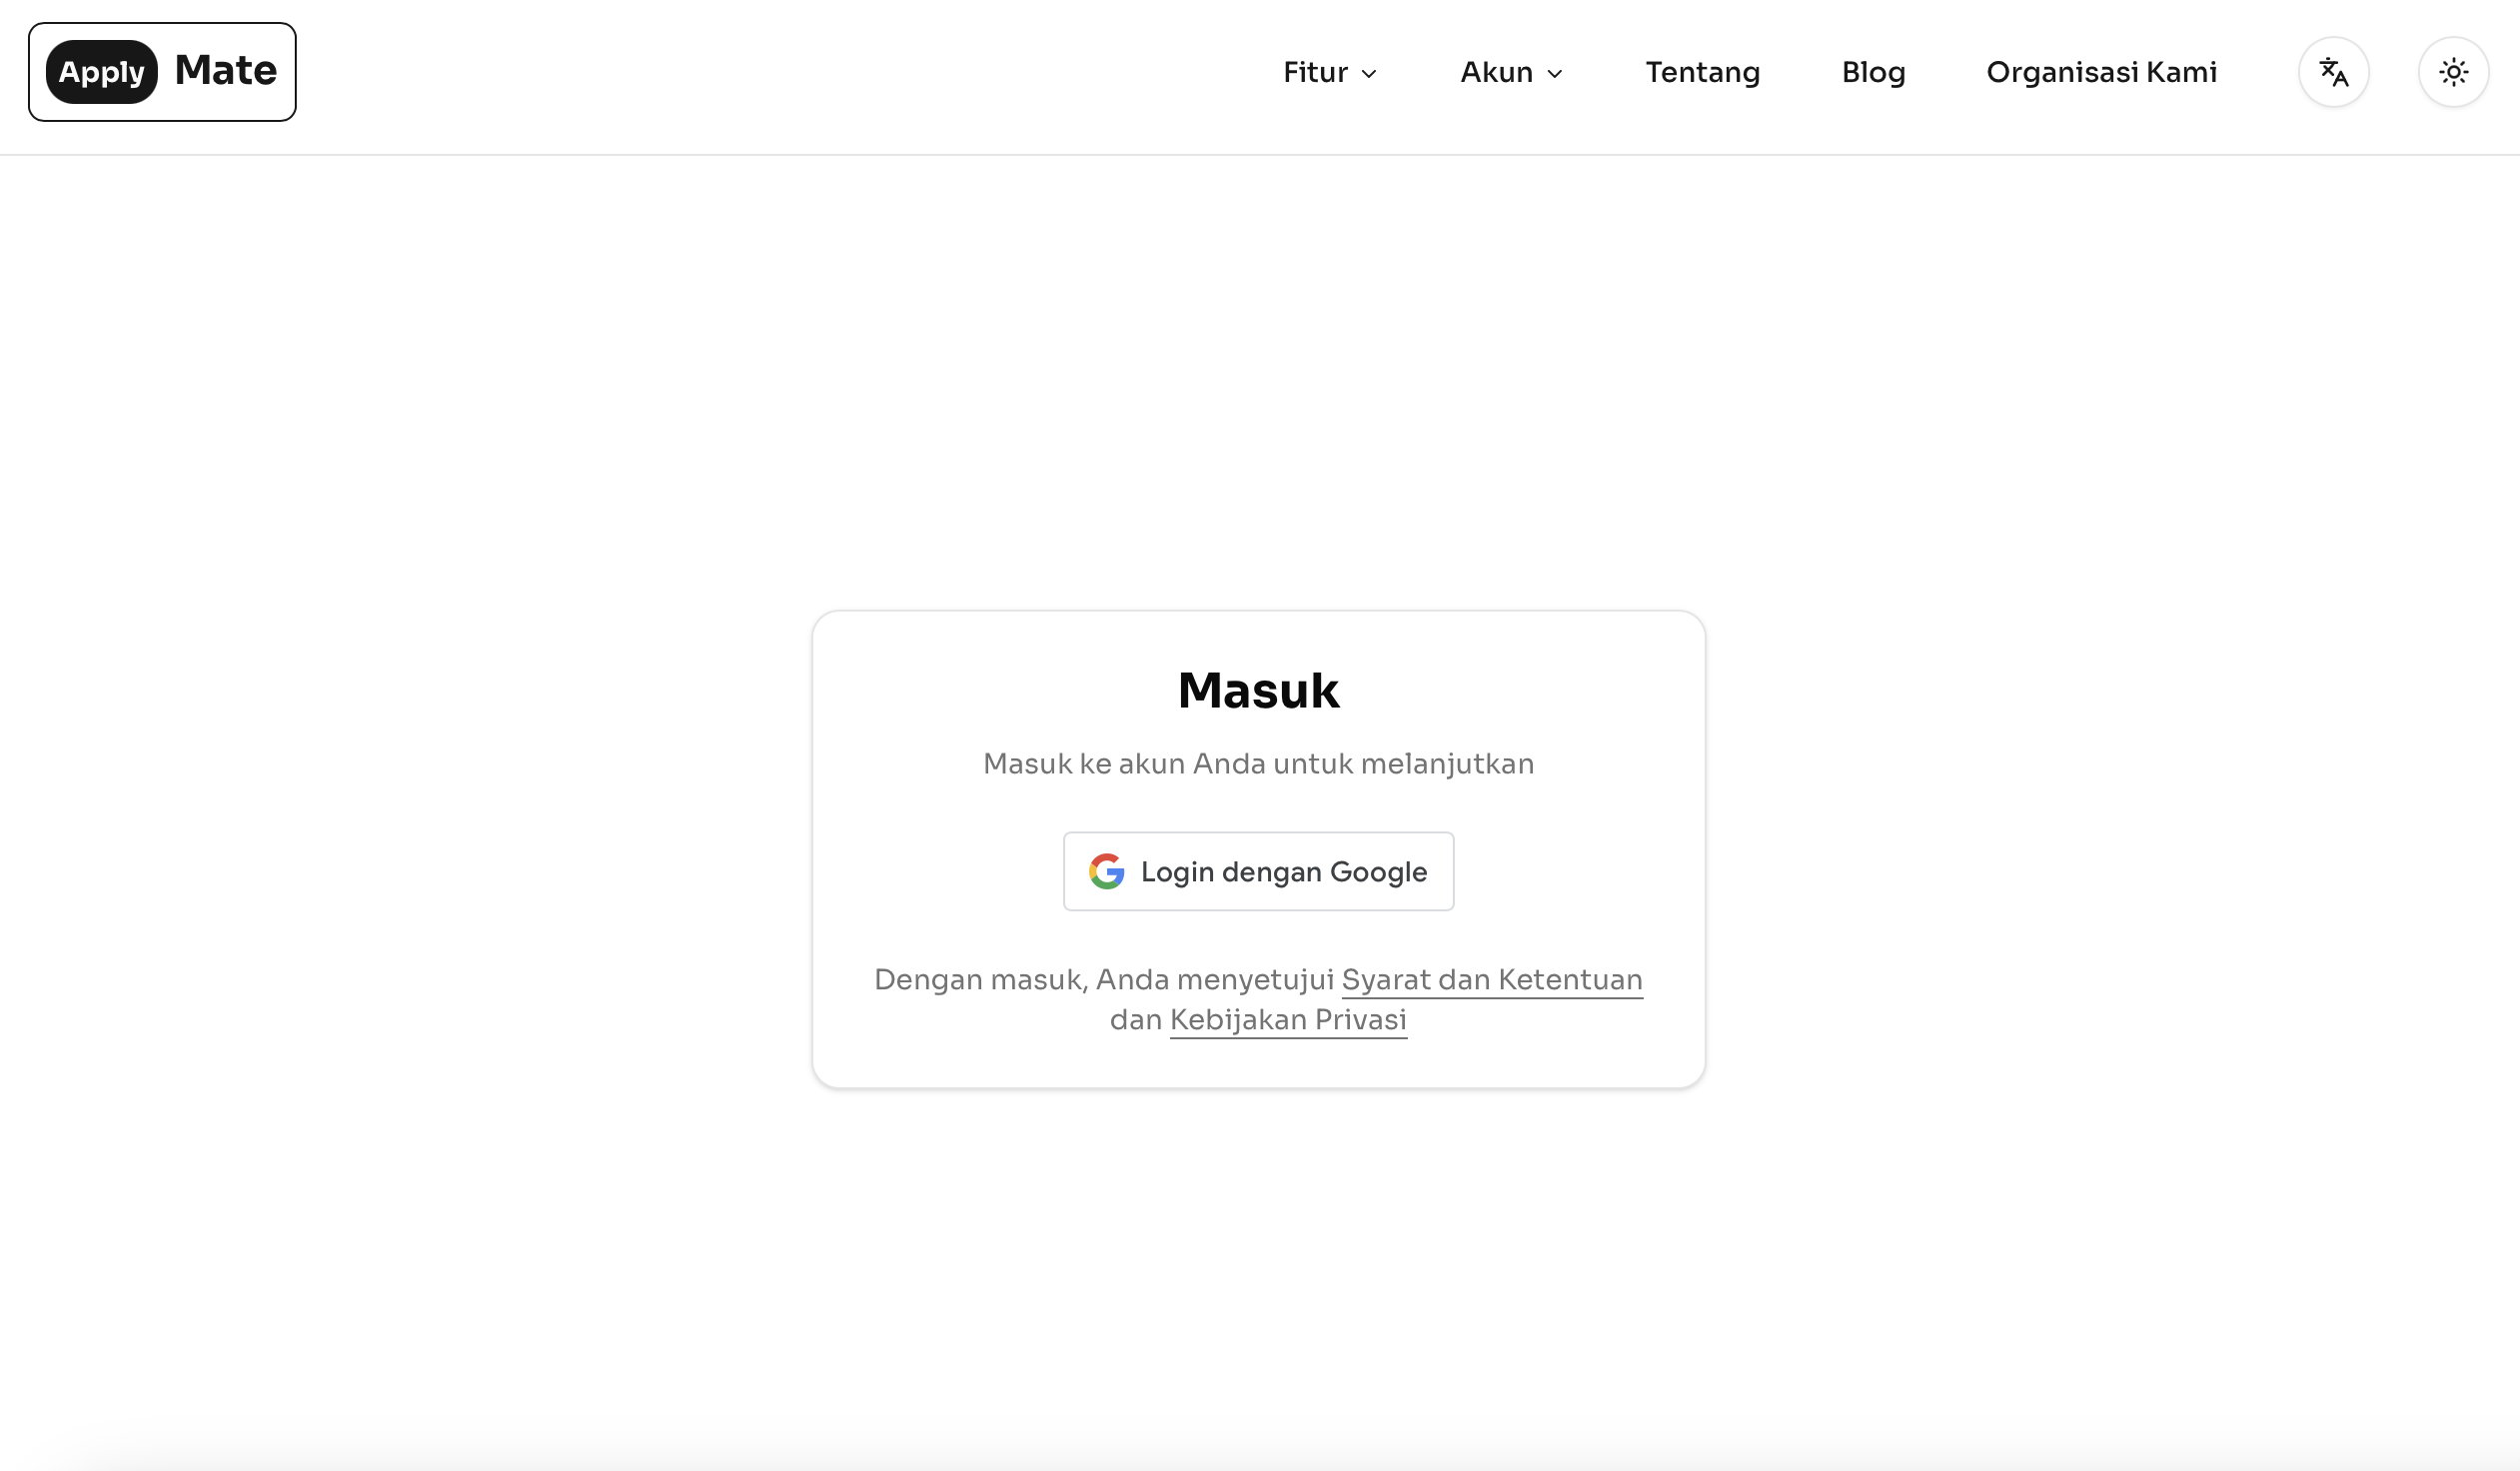 Apply Mate
Fitur
Akun
Tentang
Blog
Organisasi Kami
Masuk
Masuk ke akun Anda untuk melanjutkan
Login dengan Google
Dengan masuk, Anda menyetujui Syarat dan Ketentuan
dan Kebijakan Privasi